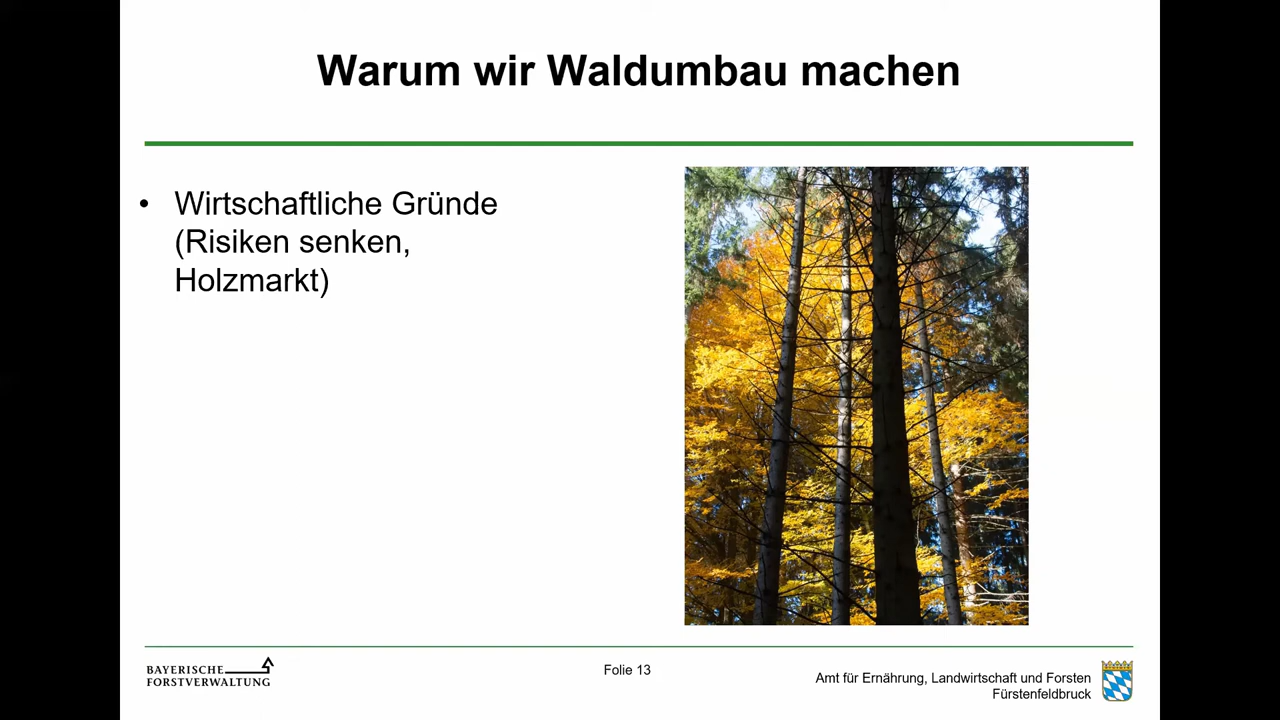 Warum wir Waldumbau machen
• Wirtschaftliche Gründe
(Risiken senken,
Holzmarkt)
BAYERISCHE
FORSTVERWALTUNG
Folie 13
Amt für Ernährung, Landwirtschaft und Forsten
Fürstenfeldbruck